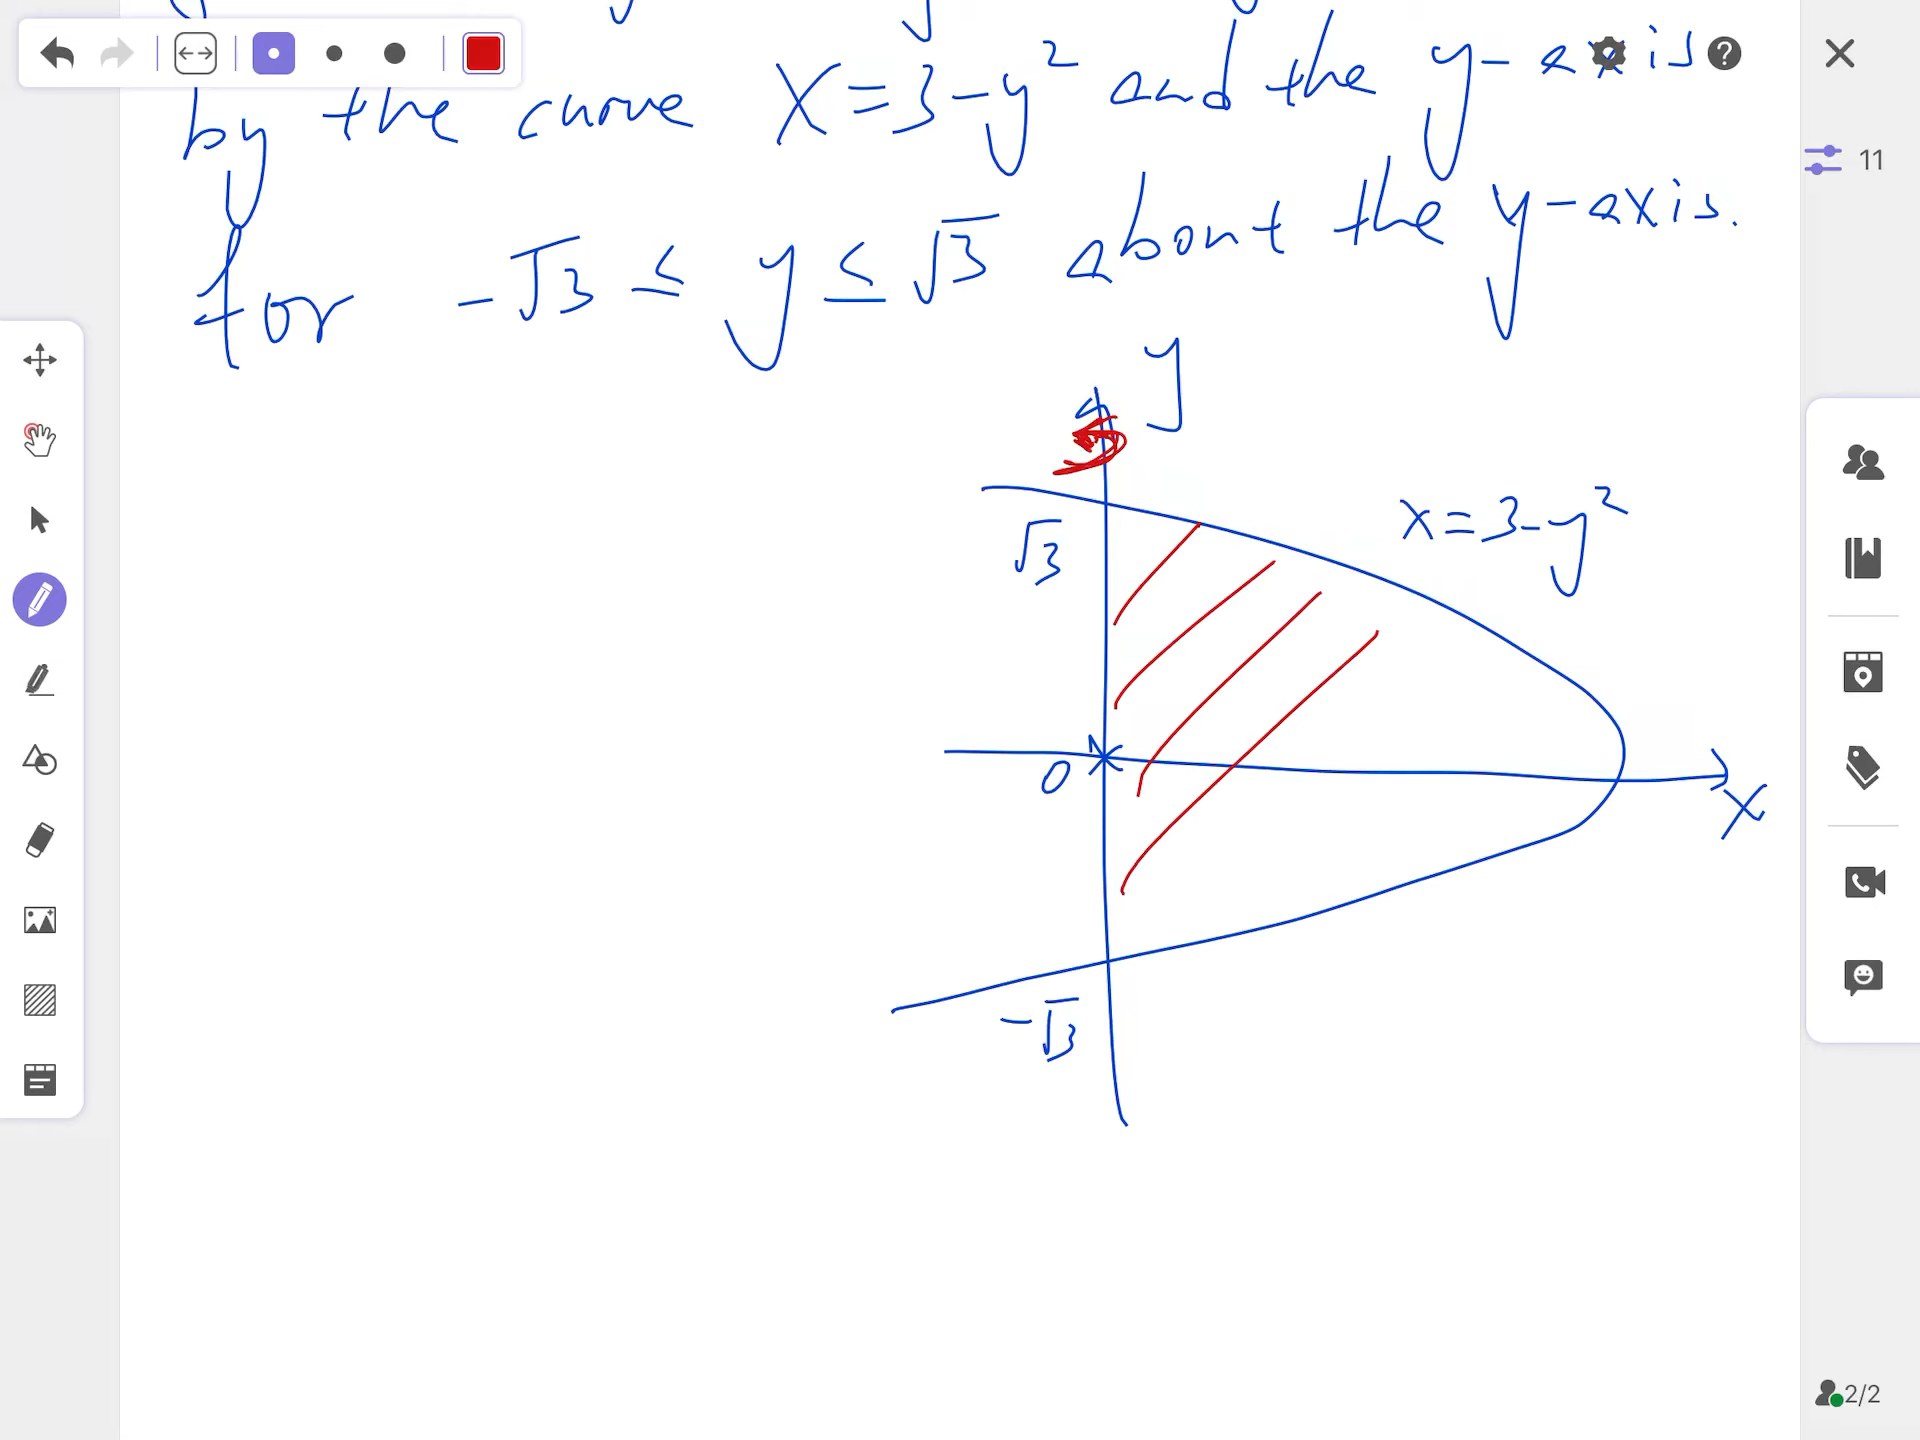 by the curve X=3-y² and the y-axis
for -√3 ≤ y ≤ √3 about the y-axis.
y
√3
x=3-y²
0
X
-√3
11
2/2